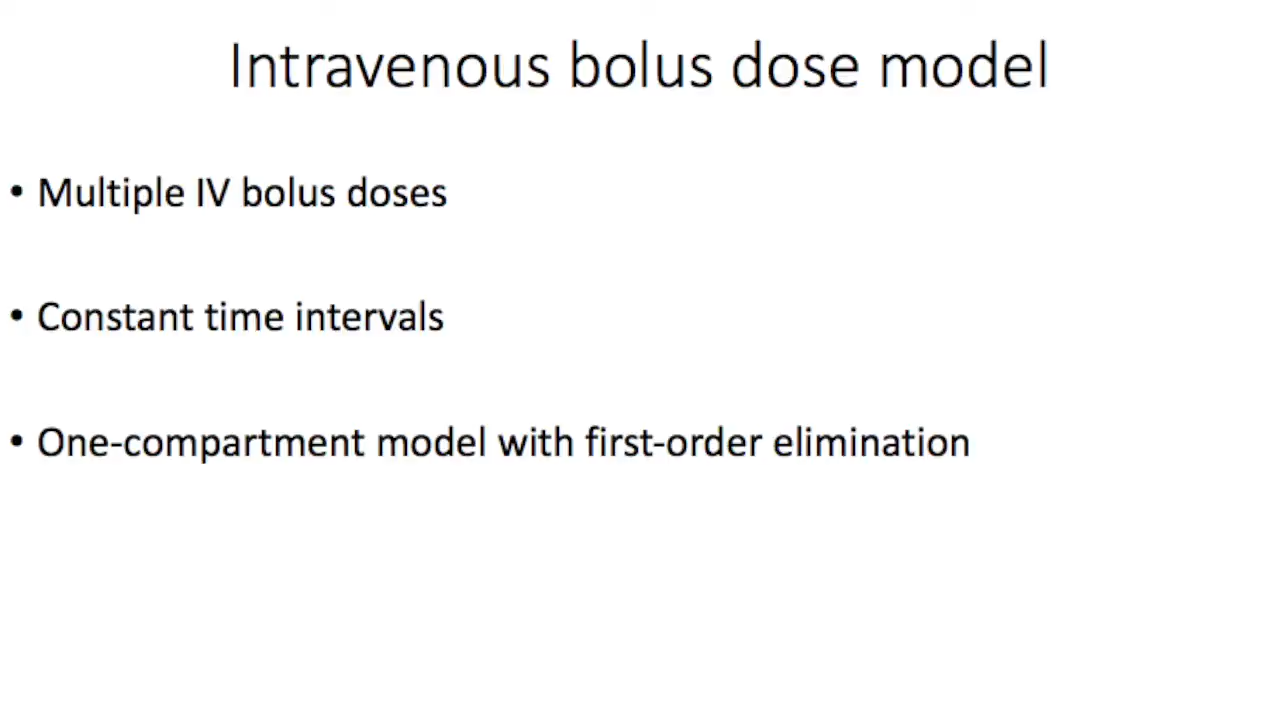 Intravenous bolus dose model
• Multiple IV bolus doses
• Constant time intervals
• One-compartment model with first-order elimination